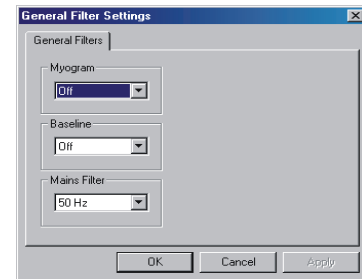 General Filter Settings
General Filters
Myogram
Off
Baseline
Off
Mains Filter
50 Hz
OK Cancel Apply